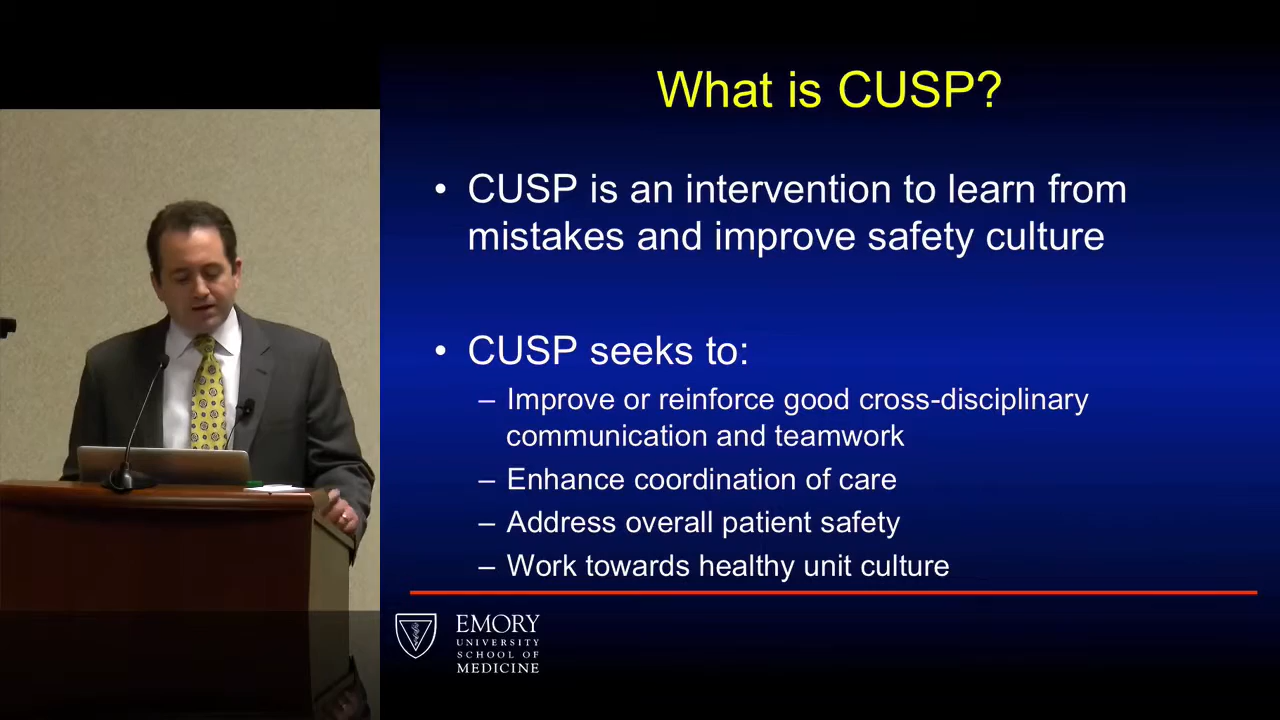 What is CUSP?
• CUSP is an intervention to learn from
mistakes and improve safety culture
• CUSP seeks to:
– Improve or reinforce good cross-disciplinary
communication and teamwork
– Enhance coordination of care
– Address overall patient safety
– Work towards healthy unit culture
EMORY
UNIVERSITY
SCHOOL OF
MEDICINE